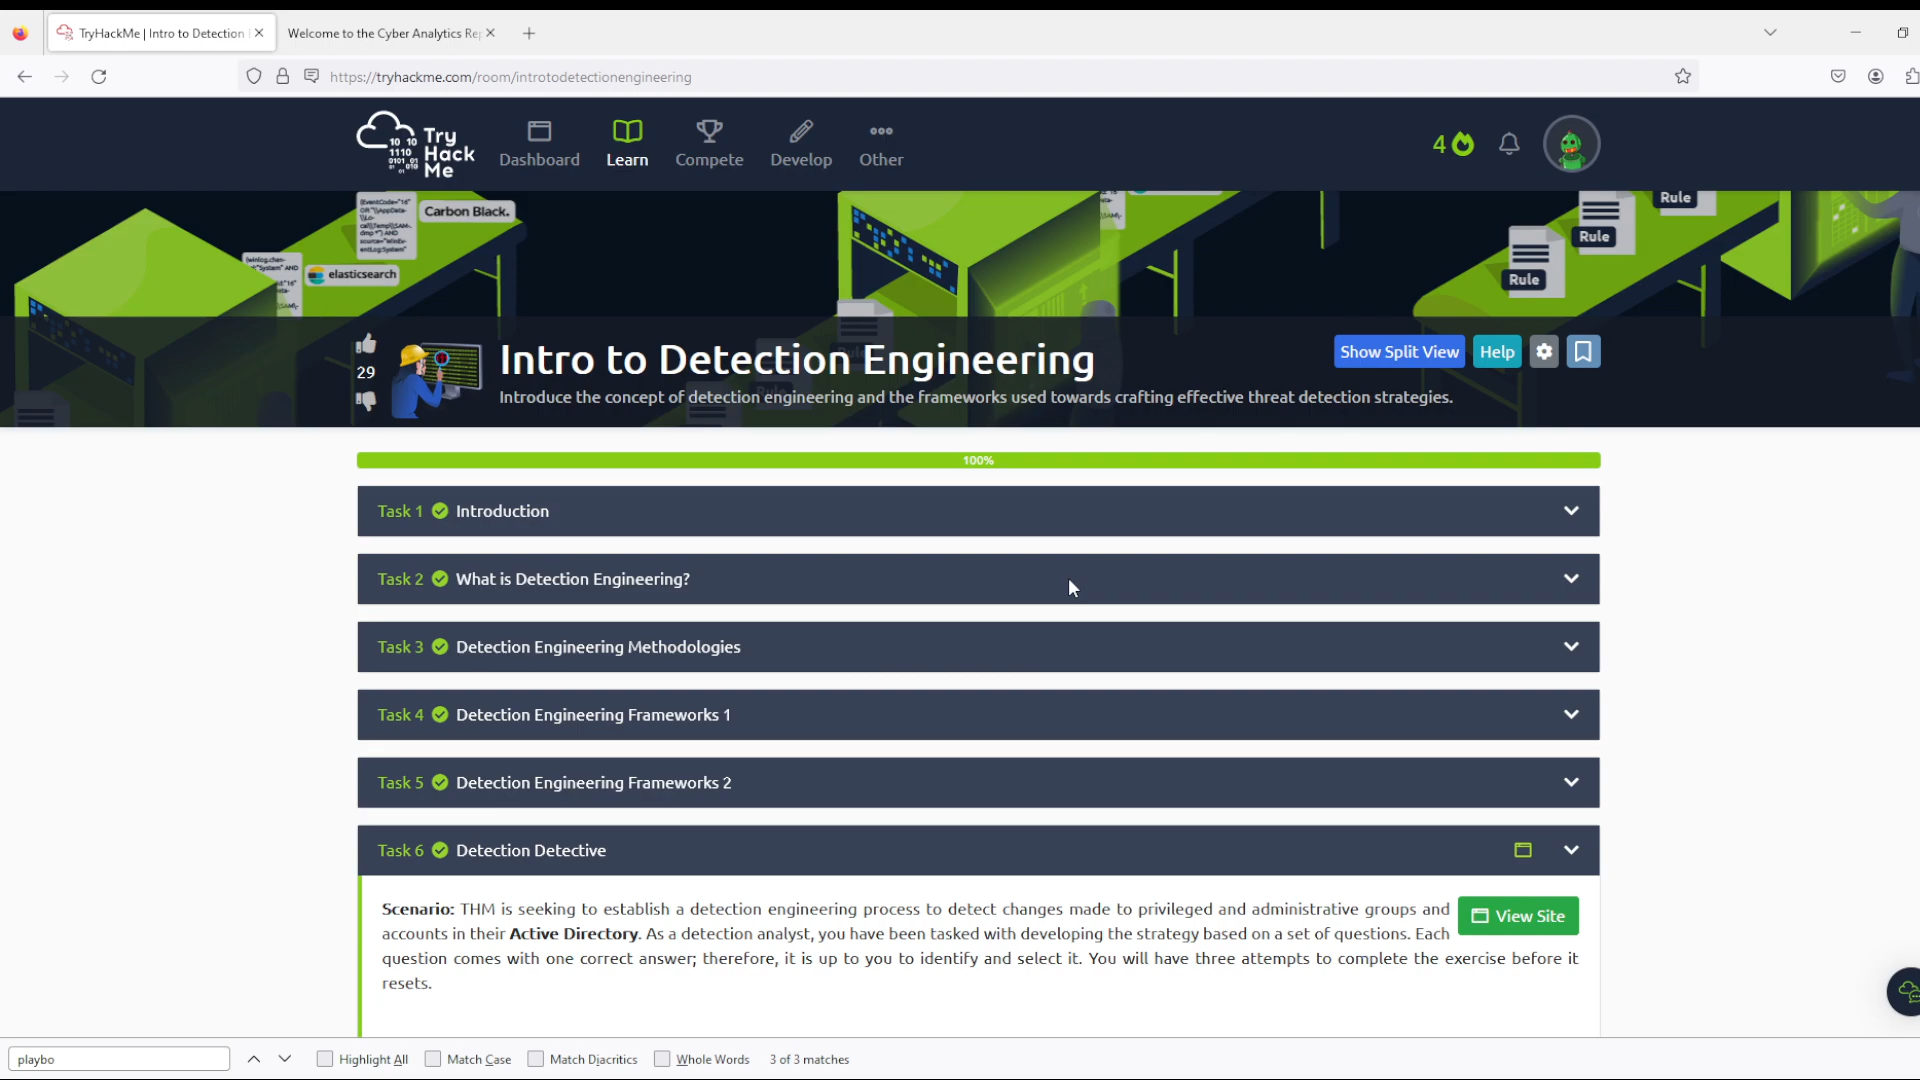 TryHackMe | Intro to Detection
Welcome to the Cyber Analytics Re
https://tryhackme.com/room/introtodetectionengineering
Try
Hack
Me
10 10
1110
0101 01
01 010
Dashboard
Learn
Compete
Develop
Other
4
Carbon Black.
elasticsearch
Rule
Rule
Rule
29
Intro to Detection Engineering
Introduce the concept of detection engineering and the frameworks used towards crafting effective threat detection strategies.
Show Split View
Help
100%
Task 1 Introduction
Task 2 What is Detection Engineering?
Task 3 Detection Engineering Methodologies
Task 4 Detection Engineering Frameworks 1
Task 5 Detection Engineering Frameworks 2
Task 6 Detection Detective
Scenario: THM is seeking to establish a detection engineering process to detect changes made to privileged and administrative groups and
accounts in their Active Directory. As a detection analyst, you have been tasked with developing the strategy based on a set of questions. Each
question comes with one correct answer; therefore, it is up to you to identify and select it. You will have three attempts to complete the exercise before it
resets.
View Site
playbo
Highlight All
Match Case
Match Diacritics
Whole Words
3 of 3 matches